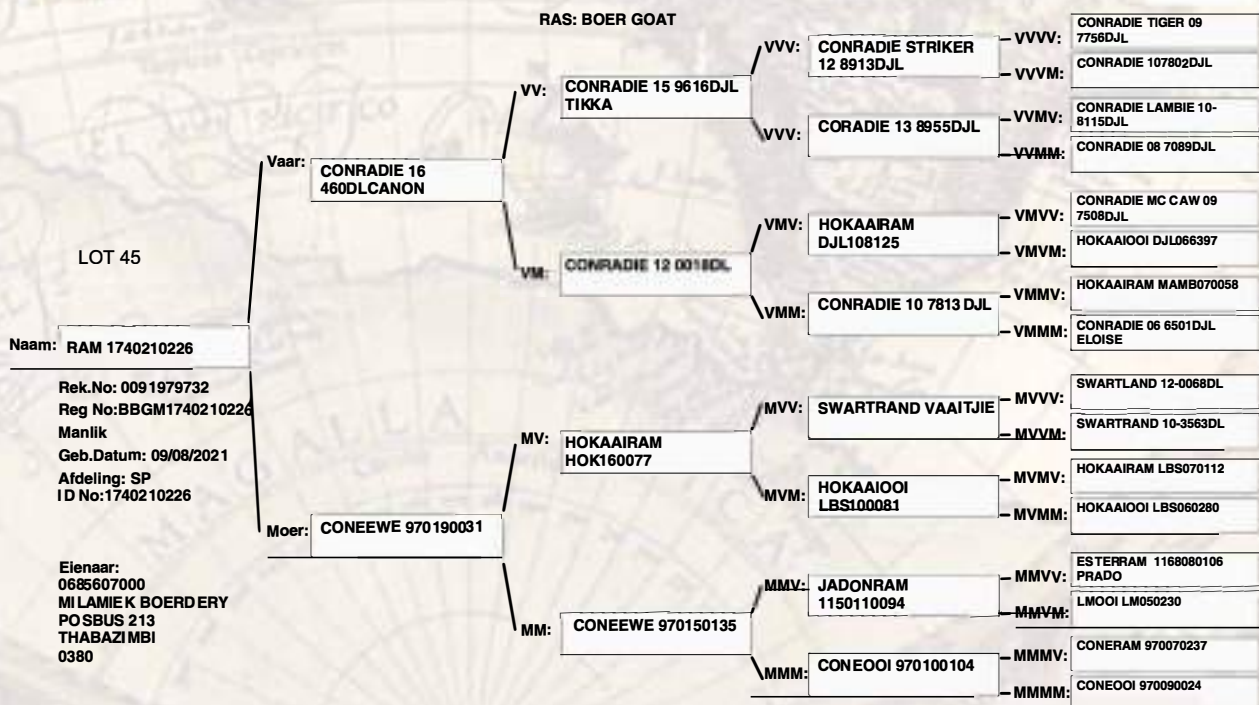 RAS: BOER GOAT
LOT 45
Naam: RAM 1740210226
Rek.No: 0091979732
Reg No:BBGM1740210226
Manlik
Geb.Datum: 09/08/2021
Afdeling: SP
ID No:1740210226
Eienaar:
0685607000
MILAMIEK BOERDERY
POSBUS 213
THABAZIMBI
0380
Vaar: CONRADIE 16
460DLCANON
Moer: CONEEWE 970190031
VV: CONRADIE 15 9616DJL
TIKKA
VM: CONRADIE 12 0018DL
MV: HOKAAIRAM
HOK160077
MM: CONEEWE 970150135
VVV: CONRADIE STRIKER
12 8913DJL
VVV: CORADIE 13 8955DJL
VMV: HOKAAIRAM
DJL108125
VMM: CONRADIE 10 7813 DJL
MVV: SWARTRAND VAAITJIE
MVM: HOKAAIOOI
LBS100081
MMV: JADONRAM
1150110094
MMM: CONEOOI 970100104
VVVV: CONRADIE TIGER 09
7756DJL
VVVM: CONRADIE 107802DJL
VVMV: CONRADIE LAMBIE 10-
8115DJL
VVMM: CONRADIE 08 7089DJL
VMVV: CONRADIE MC CAW 09
7508DJL
VMVM: HOKAAIOOI DJL066397
VMMV: HOKAAIRAM MAMB070058
VMMM: CONRADIE 06 6501DJL
ELOISE
MVVV: SWARTLAND 12-0068DL
MVVM: SWARTRAND 10-3563DL
MVMV: HOKAAIRAM LBS070112
MVMM: HOKAAIOOI LBS060280
MMVV: ESTERRAM 1168080106
PRADO
MMVM: LMOOI LM050230
MMMV: CONERAM 970070237
MMMM: CONEOOI 970090024